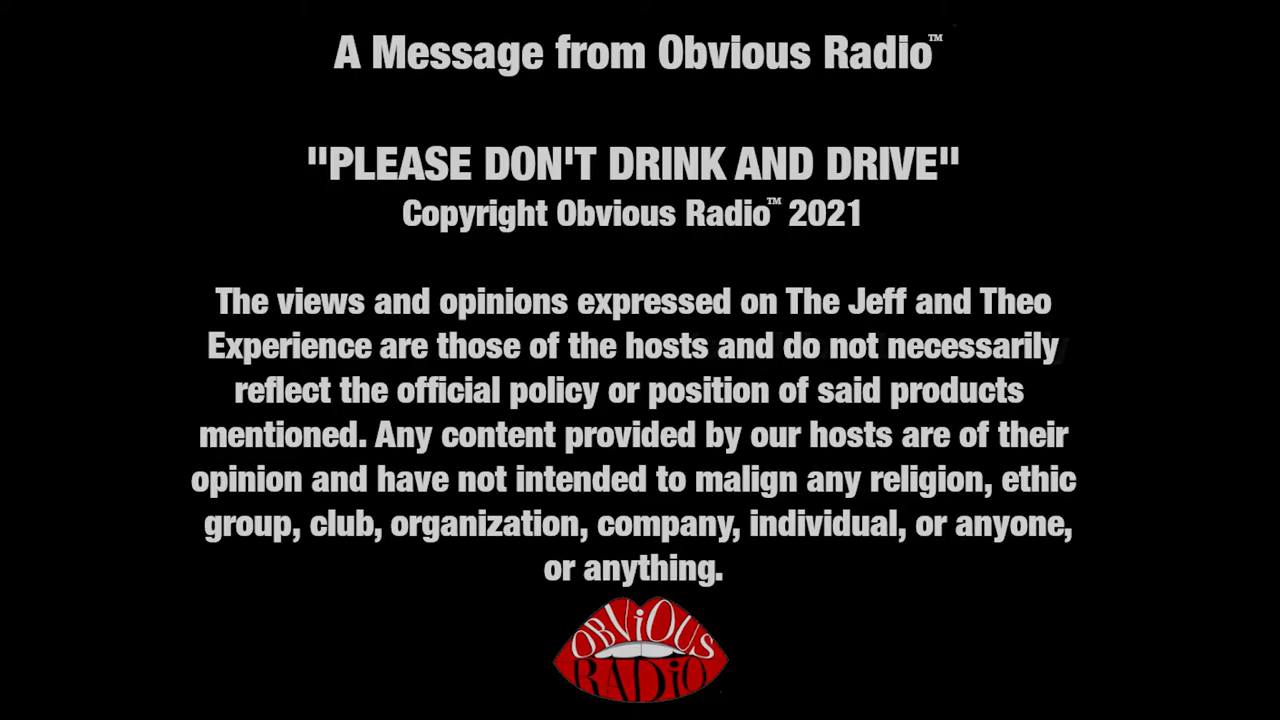 A Message from Obvious Radio™
"PLEASE DON'T DRINK AND DRIVE"
Copyright Obvious Radio™ 2021
The views and opinions expressed on The Jeff and Theo
Experience are those of the hosts and do not necessarily
reflect the official policy or position of said products
mentioned. Any content provided by our hosts are of their
opinion and have not intended to malign any religion, ethic
group, club, organization, company, individual, or anyone,
or anything.
OBViOUS
RADiO